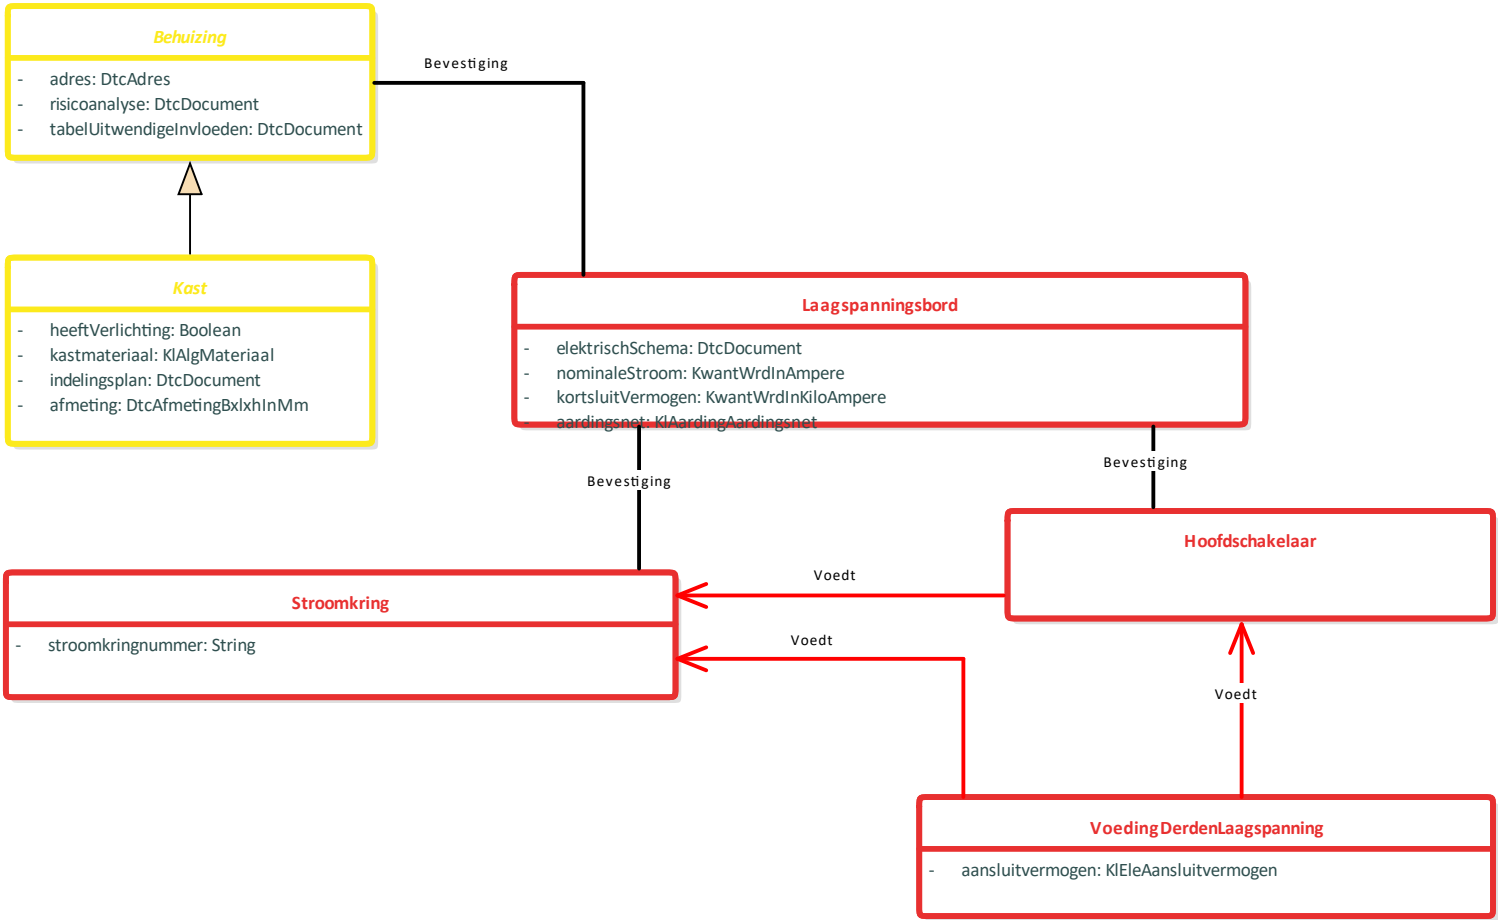 Behuizing
- adres: DtcAdres
- risicoanalyse: DtcDocument
- tabelUitwendigeInvloeden: DtcDocument
Bevestiging
Kast
- heeftVerlichting: Boolean
- kastmateriaal: KlAlgMateriaal
- indelingsplan: DtcDocument
- afmeting: DtcAfmetingBxlxhInMm
Laagspanningsbord
- elektrischSchema: DtcDocument
- nominaleStroom: KwantWrdInAmpere
- kortsluitVermogen: KwantWrdInKiloAmpere
- aardingsnet: KlAardingAardingsnet
Bevestiging
Bevestiging
Hoofdschakelaar
Voedt
Stroomkring
- stroomkringnummer: String
Voedt
Voedt
VoedingDerdenLaagspanning
- aansluitvermogen: KlEleAansluitvermogen